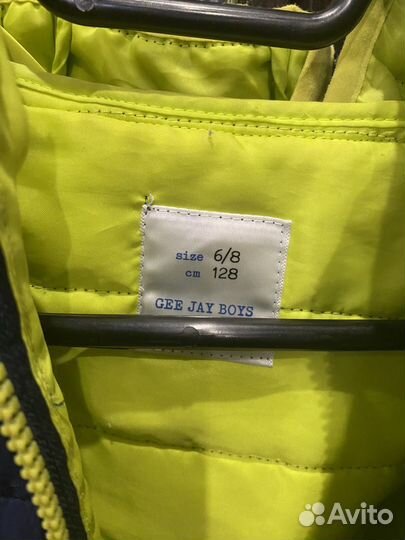 size 6/8
cm 128
GEE JAY BOYS
Avito